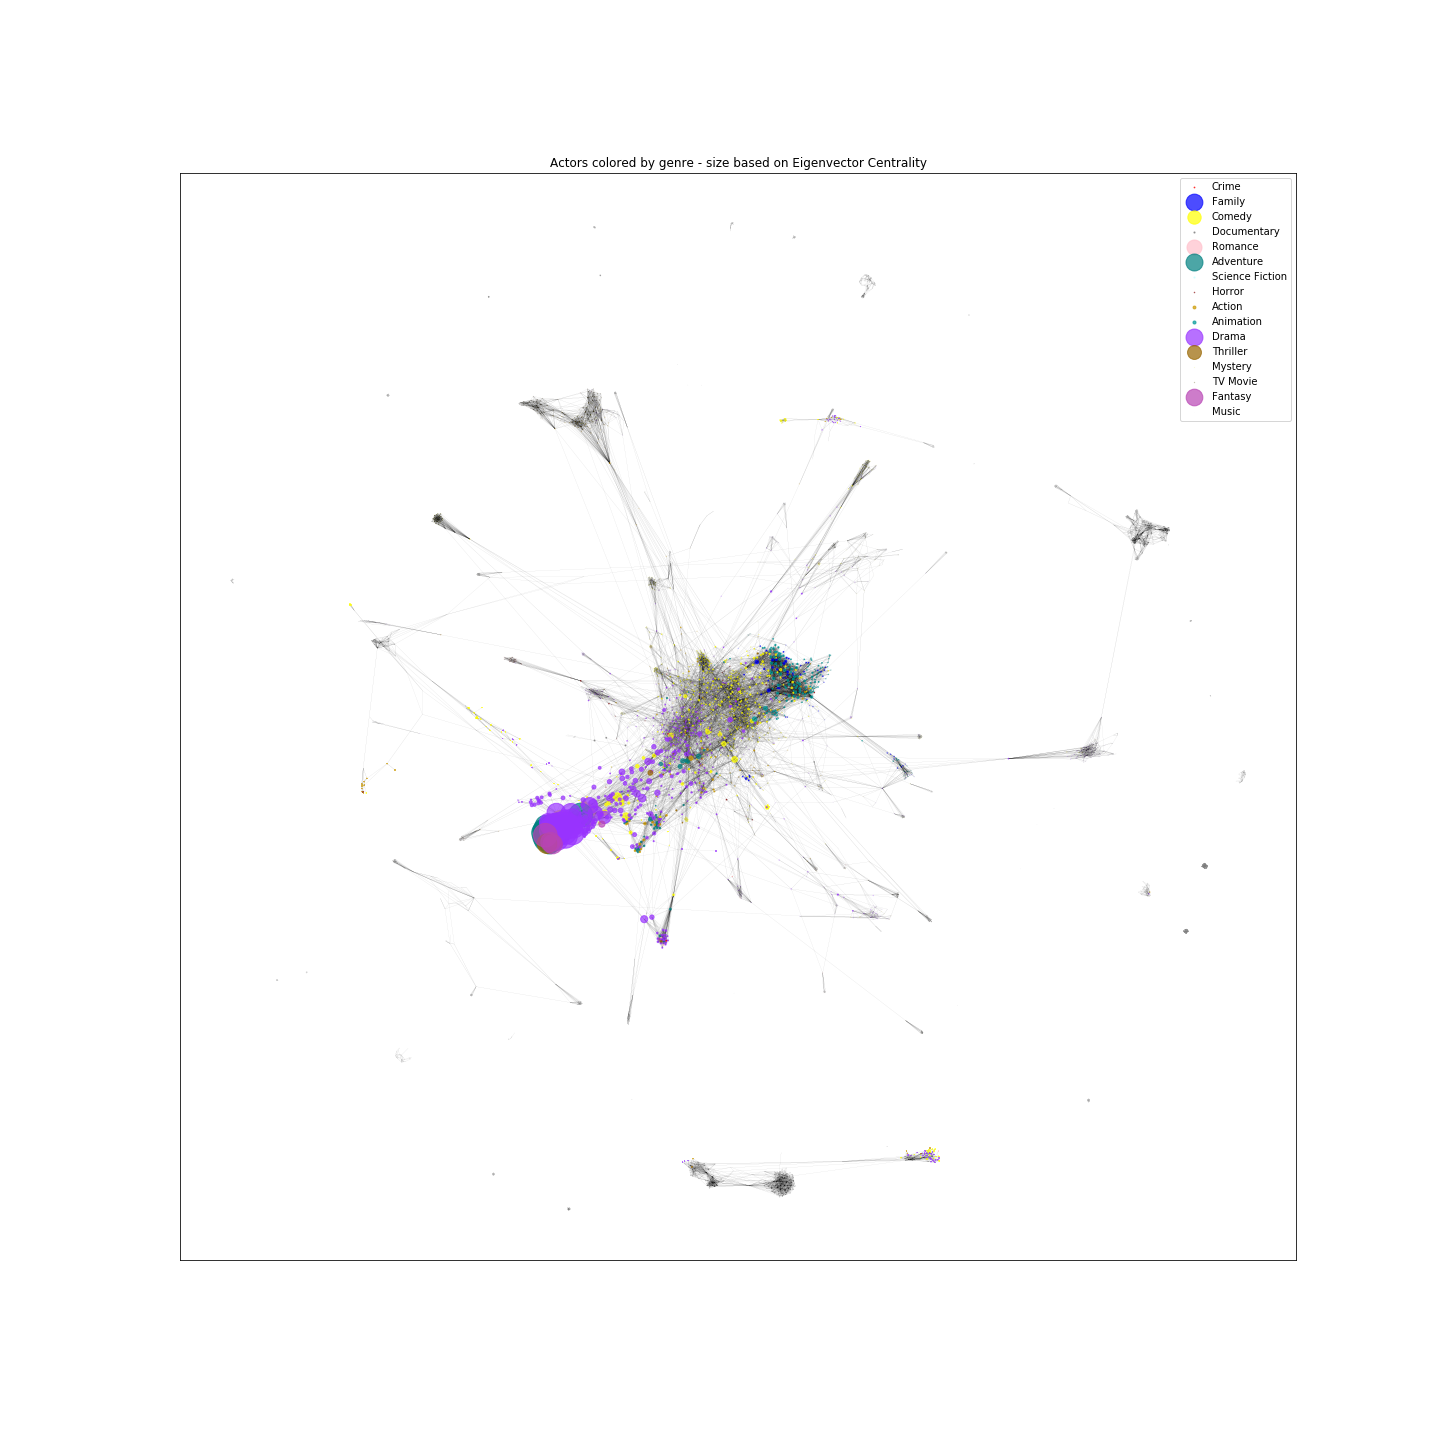 Actors colored by genre - size based on Eigenvector Centrality
Crime
Family
Comedy
Documentary
Romance
Adventure
Science Fiction
Horror
Action
Animation
Drama
Thriller
Mystery
TV Movie
Fantasy
Music